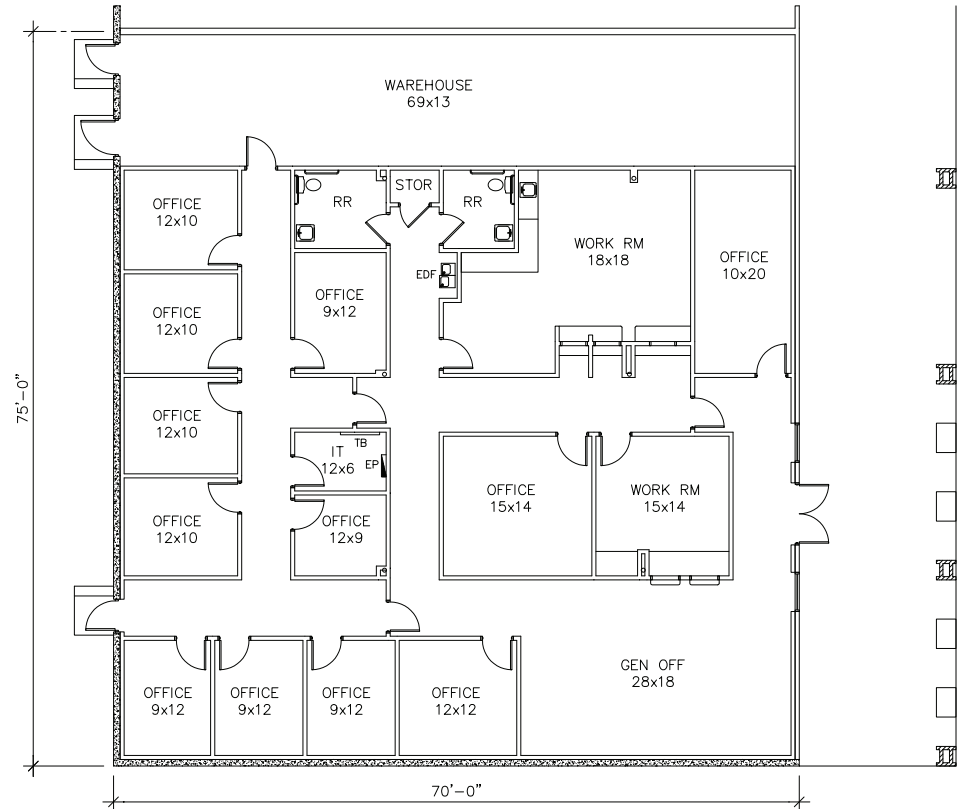 WAREHOUSE
69x13
OFFICE
12x10
RR
STOR
RR
WORK RM
18x18
OFFICE
10x20
EDF
OFFICE
9x12
OFFICE
12x10
75'-0"
OFFICE
12x10
TB
IT
12x6
EP
OFFICE
15x14
WORK RM
15x14
OFFICE
12x10
OFFICE
12x9
GEN OFF
28x18
OFFICE
9x12
OFFICE
9x12
OFFICE
9x12
OFFICE
12x12
70'-0"